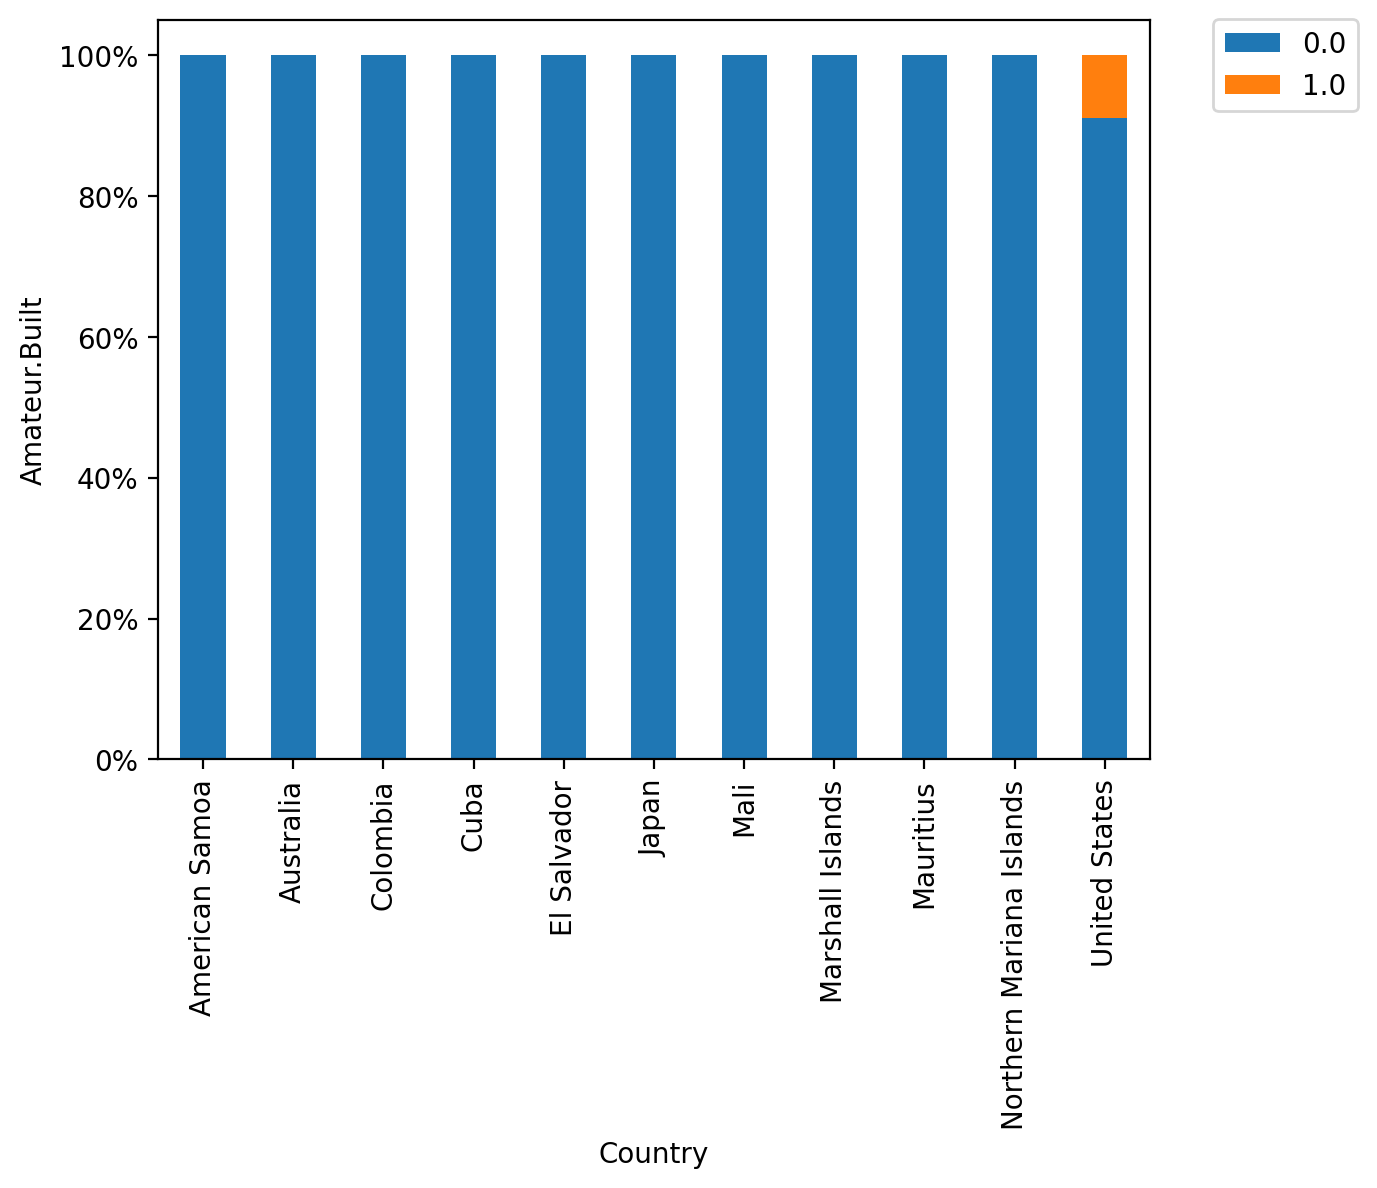 0.0
1.0
100%
80%
60%
40%
20%
0%
Amateur.Built
American Samoa
Australia
Colombia
Cuba
El Salvador
Japan
Mali
Marshall Islands
Mauritius
Northern Mariana Islands
United States
Country